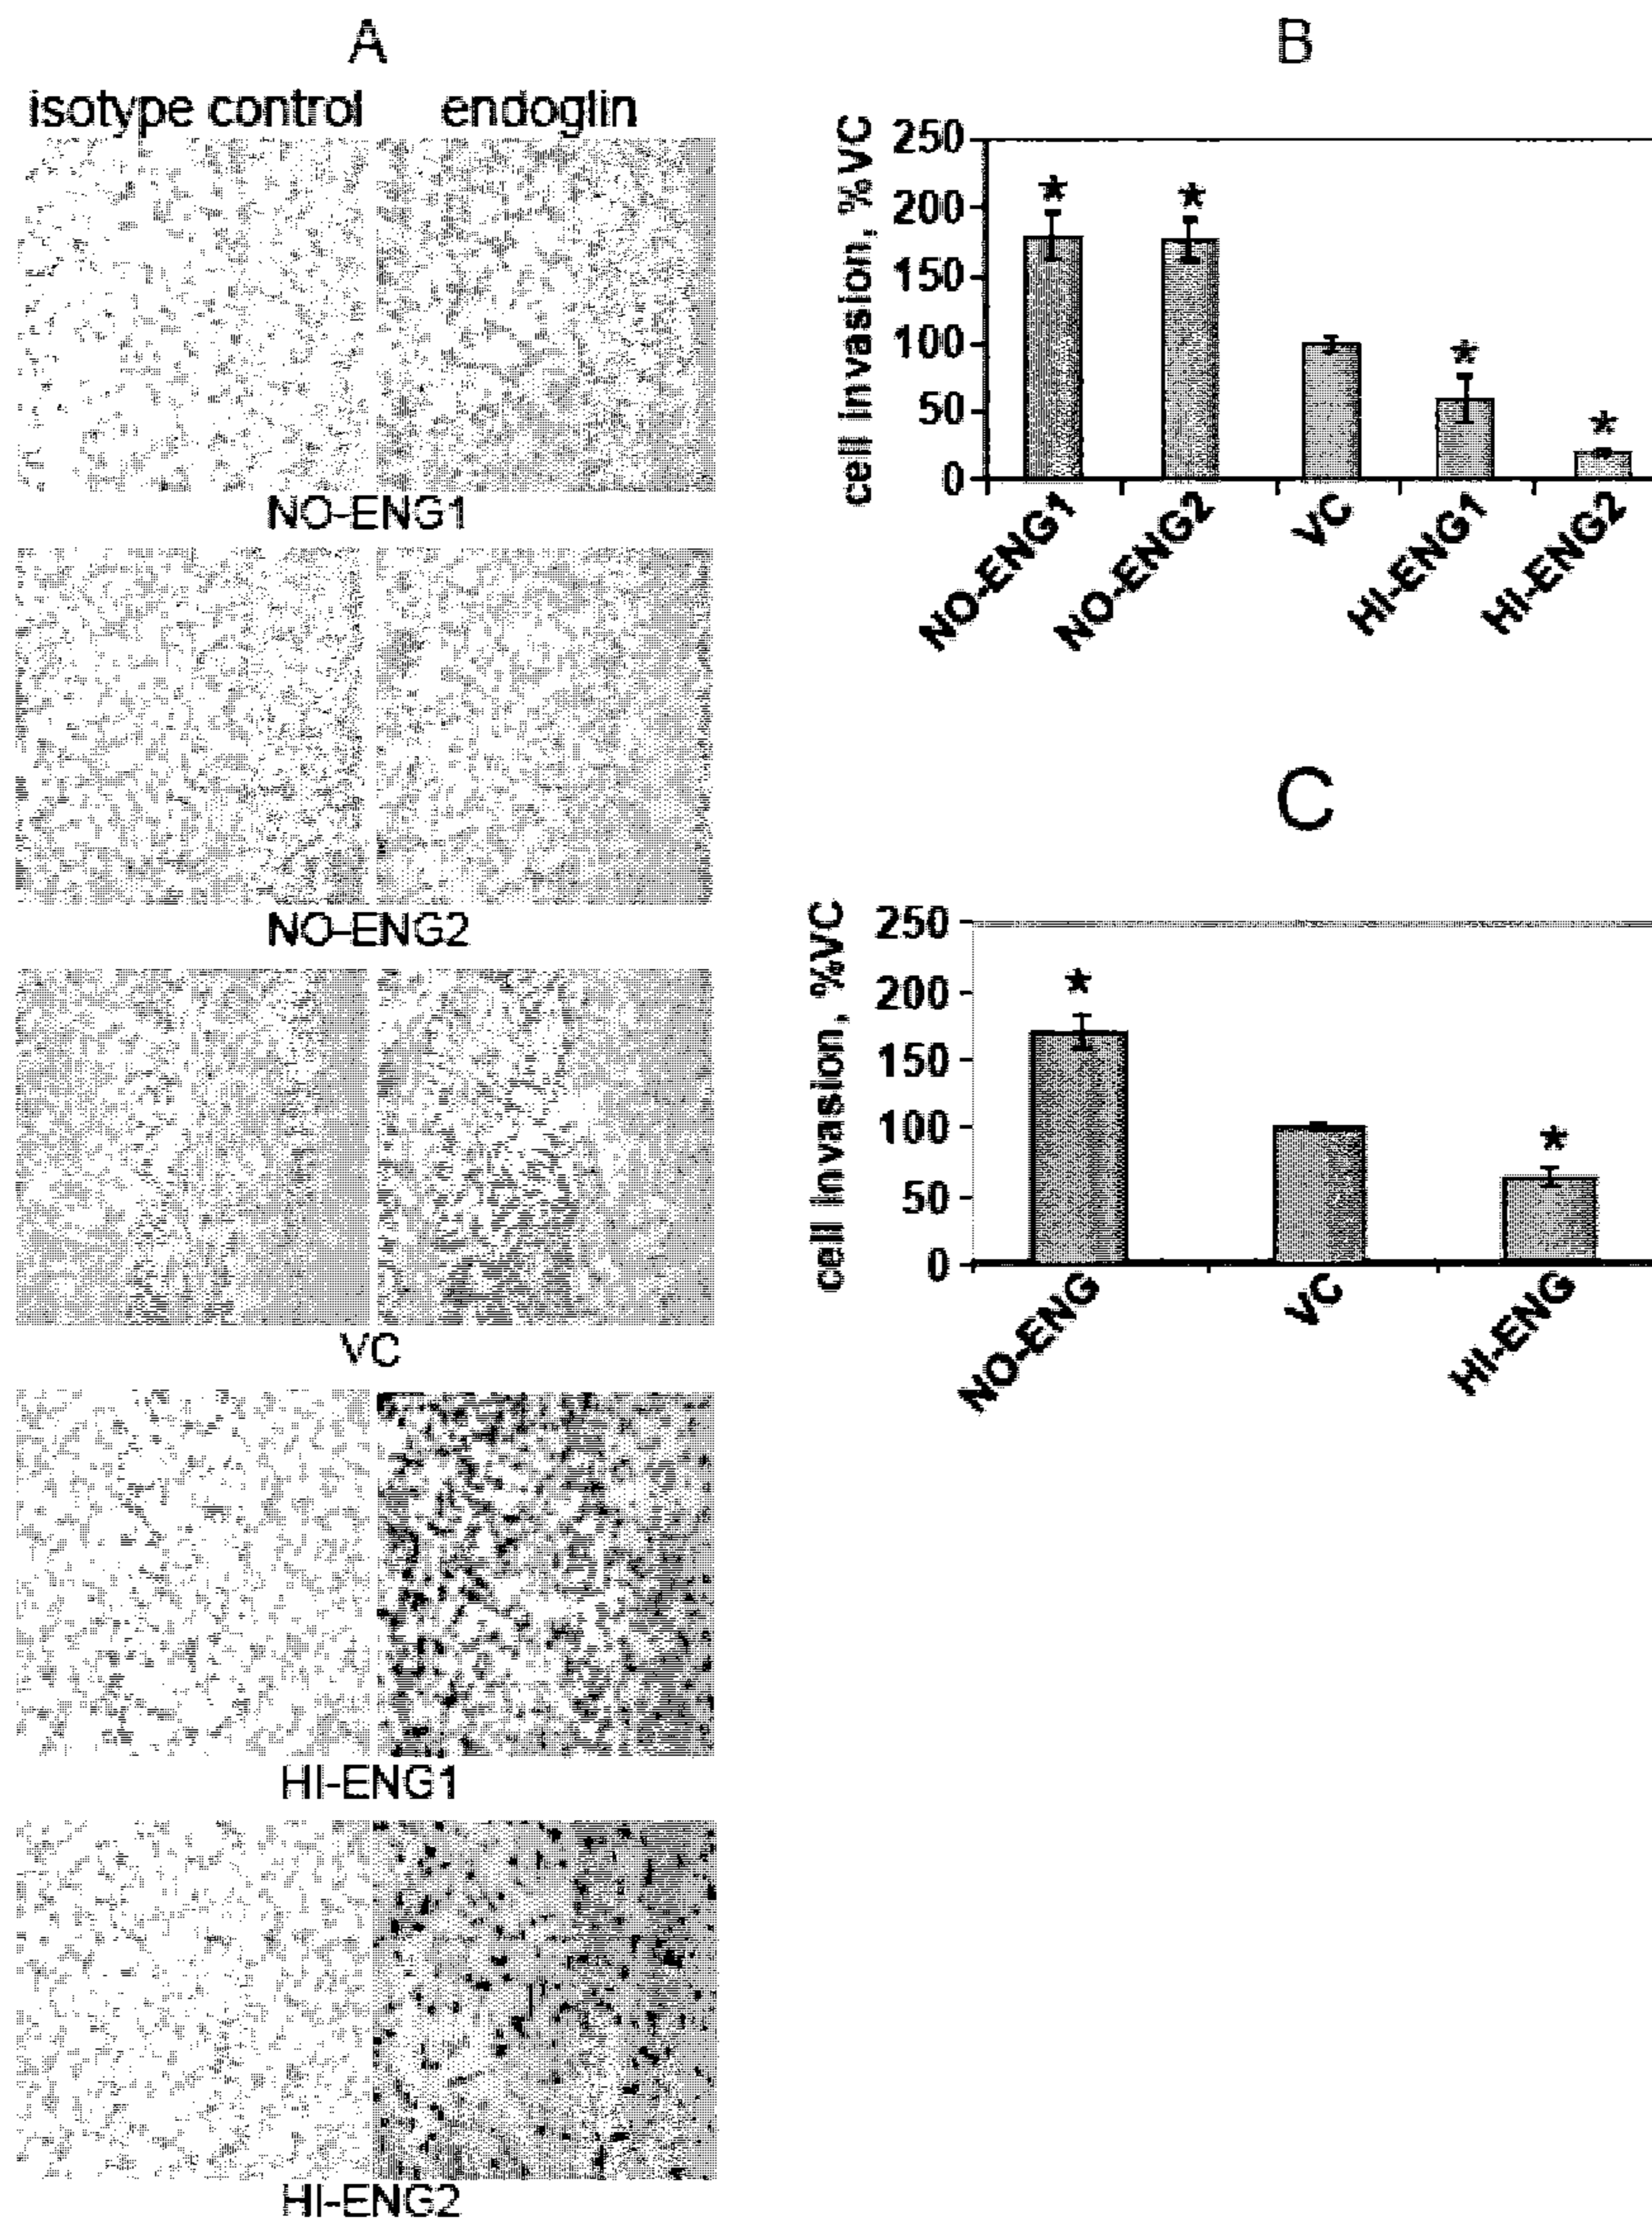 A
isotype control endoglin
NO-ENG1
NO-ENG2
VC
HI-ENG1
HI-ENG2
B
cell invasion, %VC
250
200
150
100
50
0
* * * *
NO-ENG1 NO-ENG2 VC HI-ENG1 HI-ENG2
C
cell invasion, %VC
250
200
150
100
50
0
* *
NO-ENG VC HI-ENG